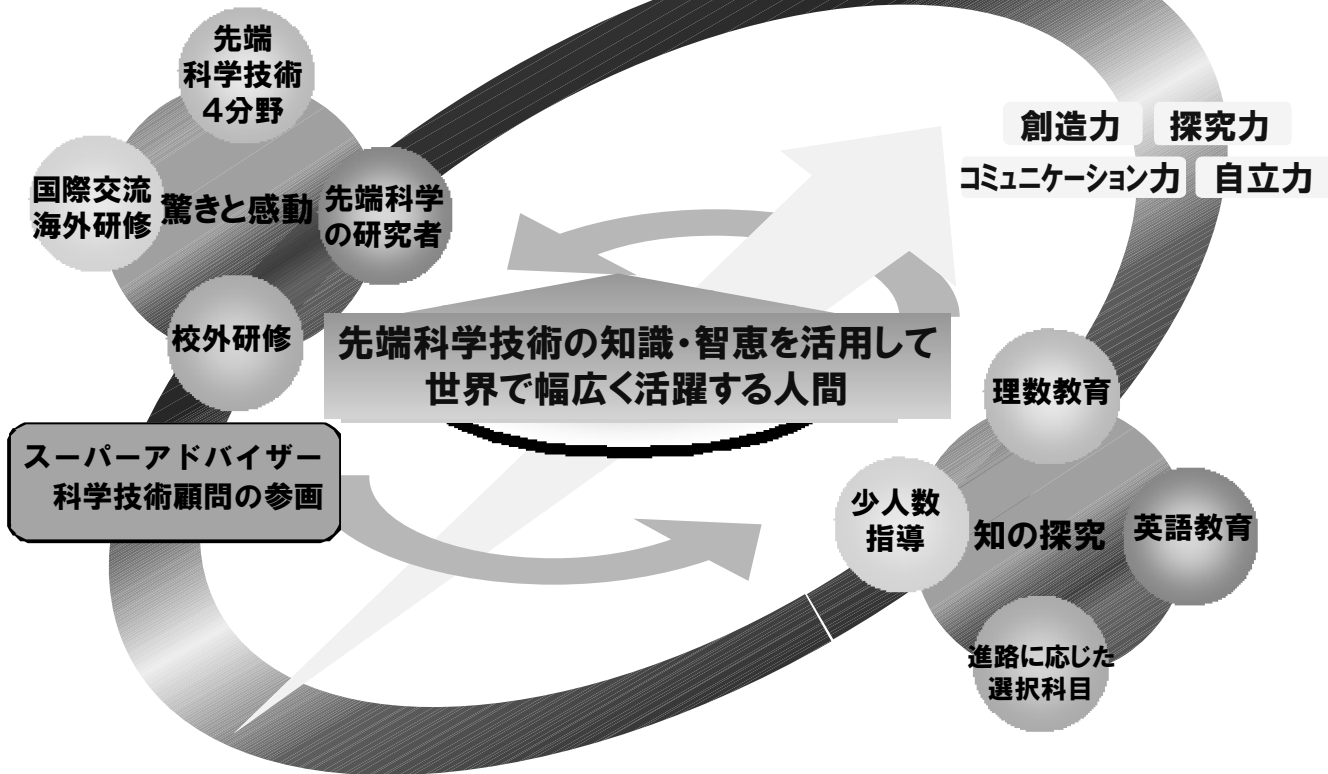 先端
科学技術
4分野
国際交流
海外研修
驚きと感動
先端科学
の研究者
校外研修
創造力
探究力
コミュニケーション力
自立力
先端科学技術の知識・智恵を活用して
世界で幅広く活躍する人間
スーパーアドバイザー
科学技術顧問の参画
理数教育
少人数
指導
知の探究
英語教育
進路に応じた
選択科目